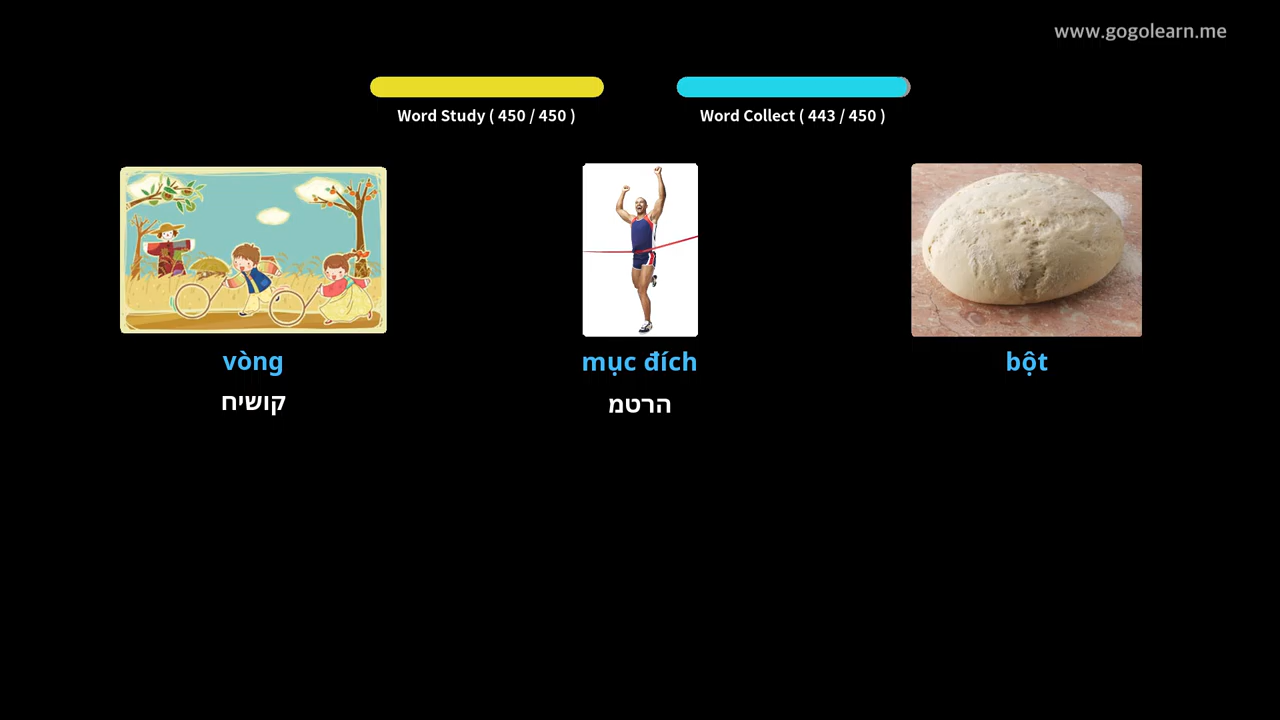 www.gogolearn.me
Word Study ( 450 / 450 )
Word Collect ( 443 / 450 )
vòng
mục đích
bột
קושיח
הרטמ